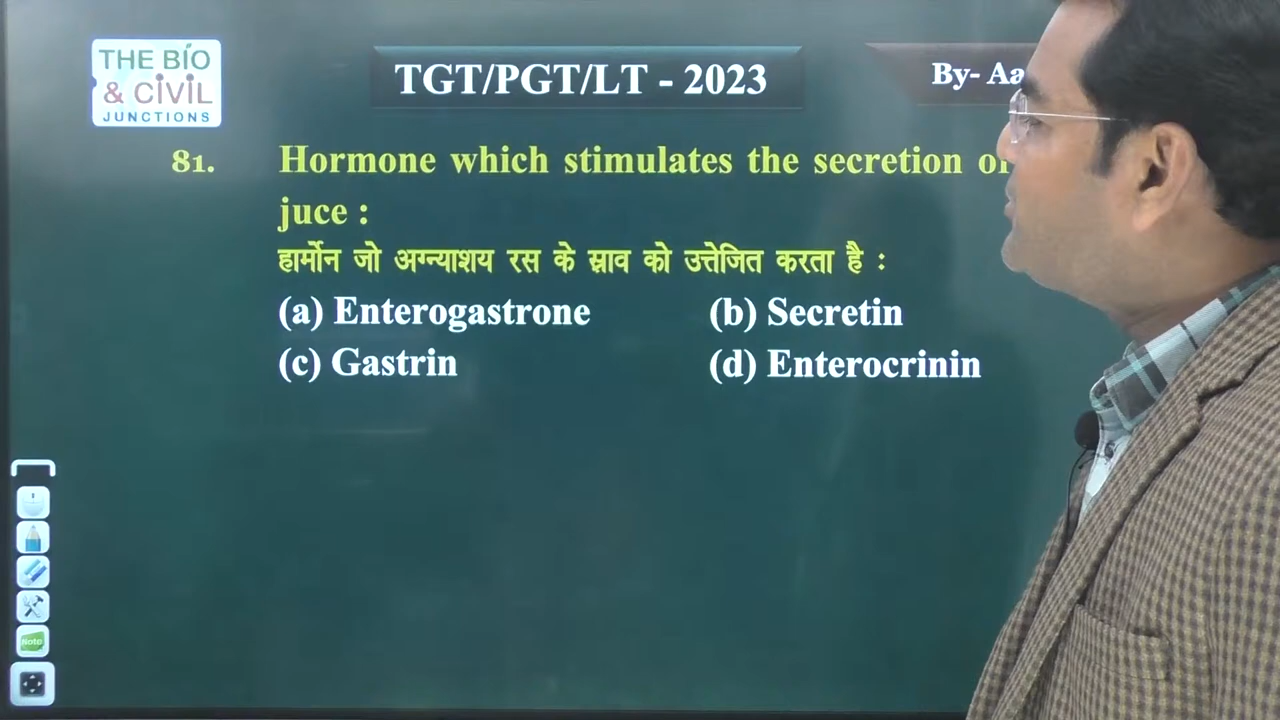 THE BIO
& CIVIL
JUNCTIONS
TGT/PGT/LT - 2023
By-
81. Hormone which stimulates the secretion
juce :
हार्मोन जो अग्न्याशय रस के स्राव को उत्तेजित करता है :
(a) Enterogastrone (b) Secretin
(c) Gastrin (d) Enterocrinin
Note